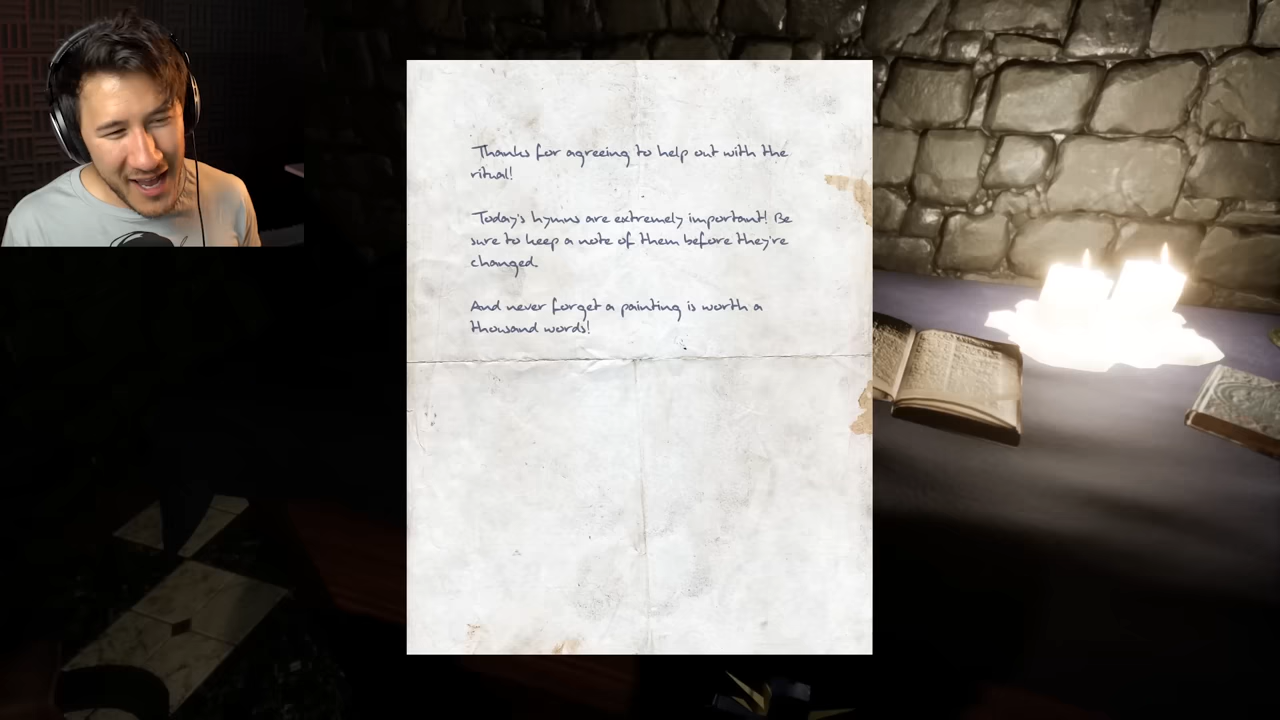 Thanks for agreeing to help out with the
ritual!
Today's hymns are extremely important! Be
sure to keep a note of them before they're
changed.
And never forget a painting is worth a
thousand words!